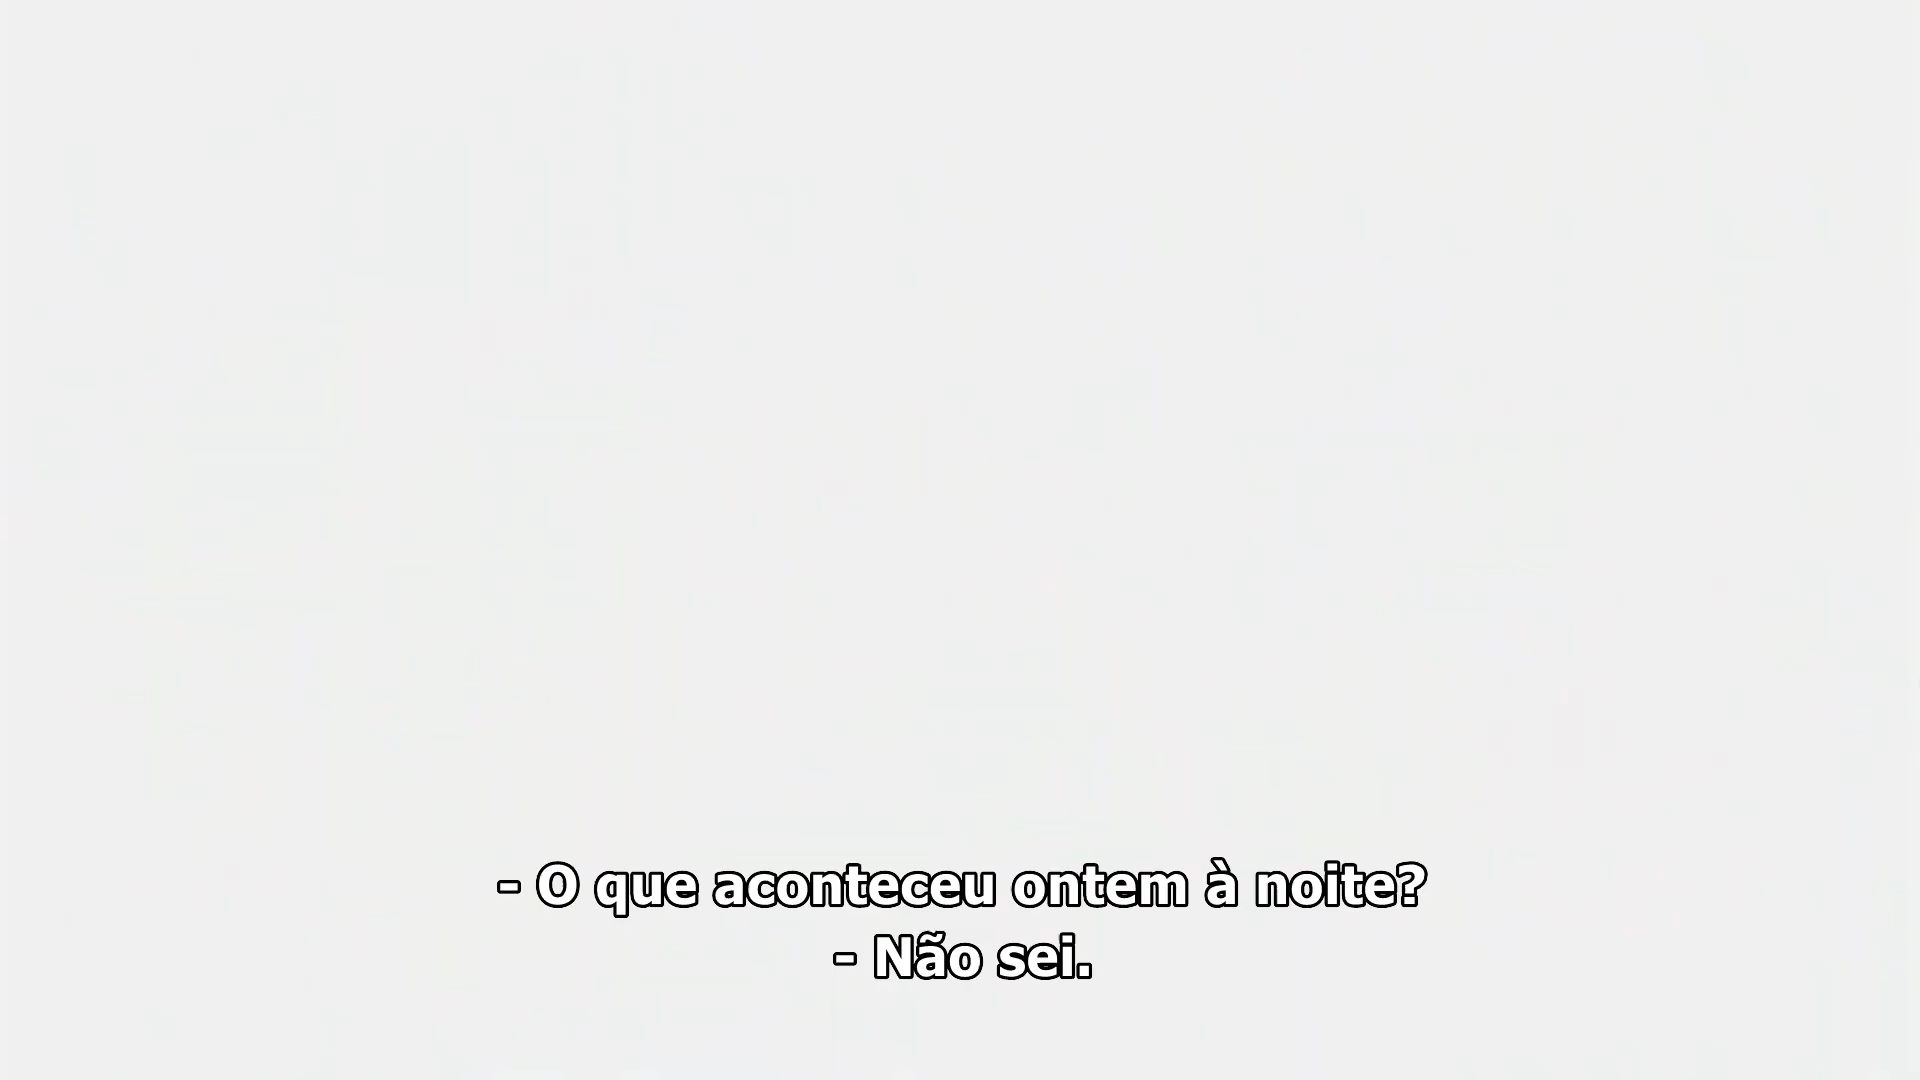 - O que aconteceu ontem à noite?
- Não sei.